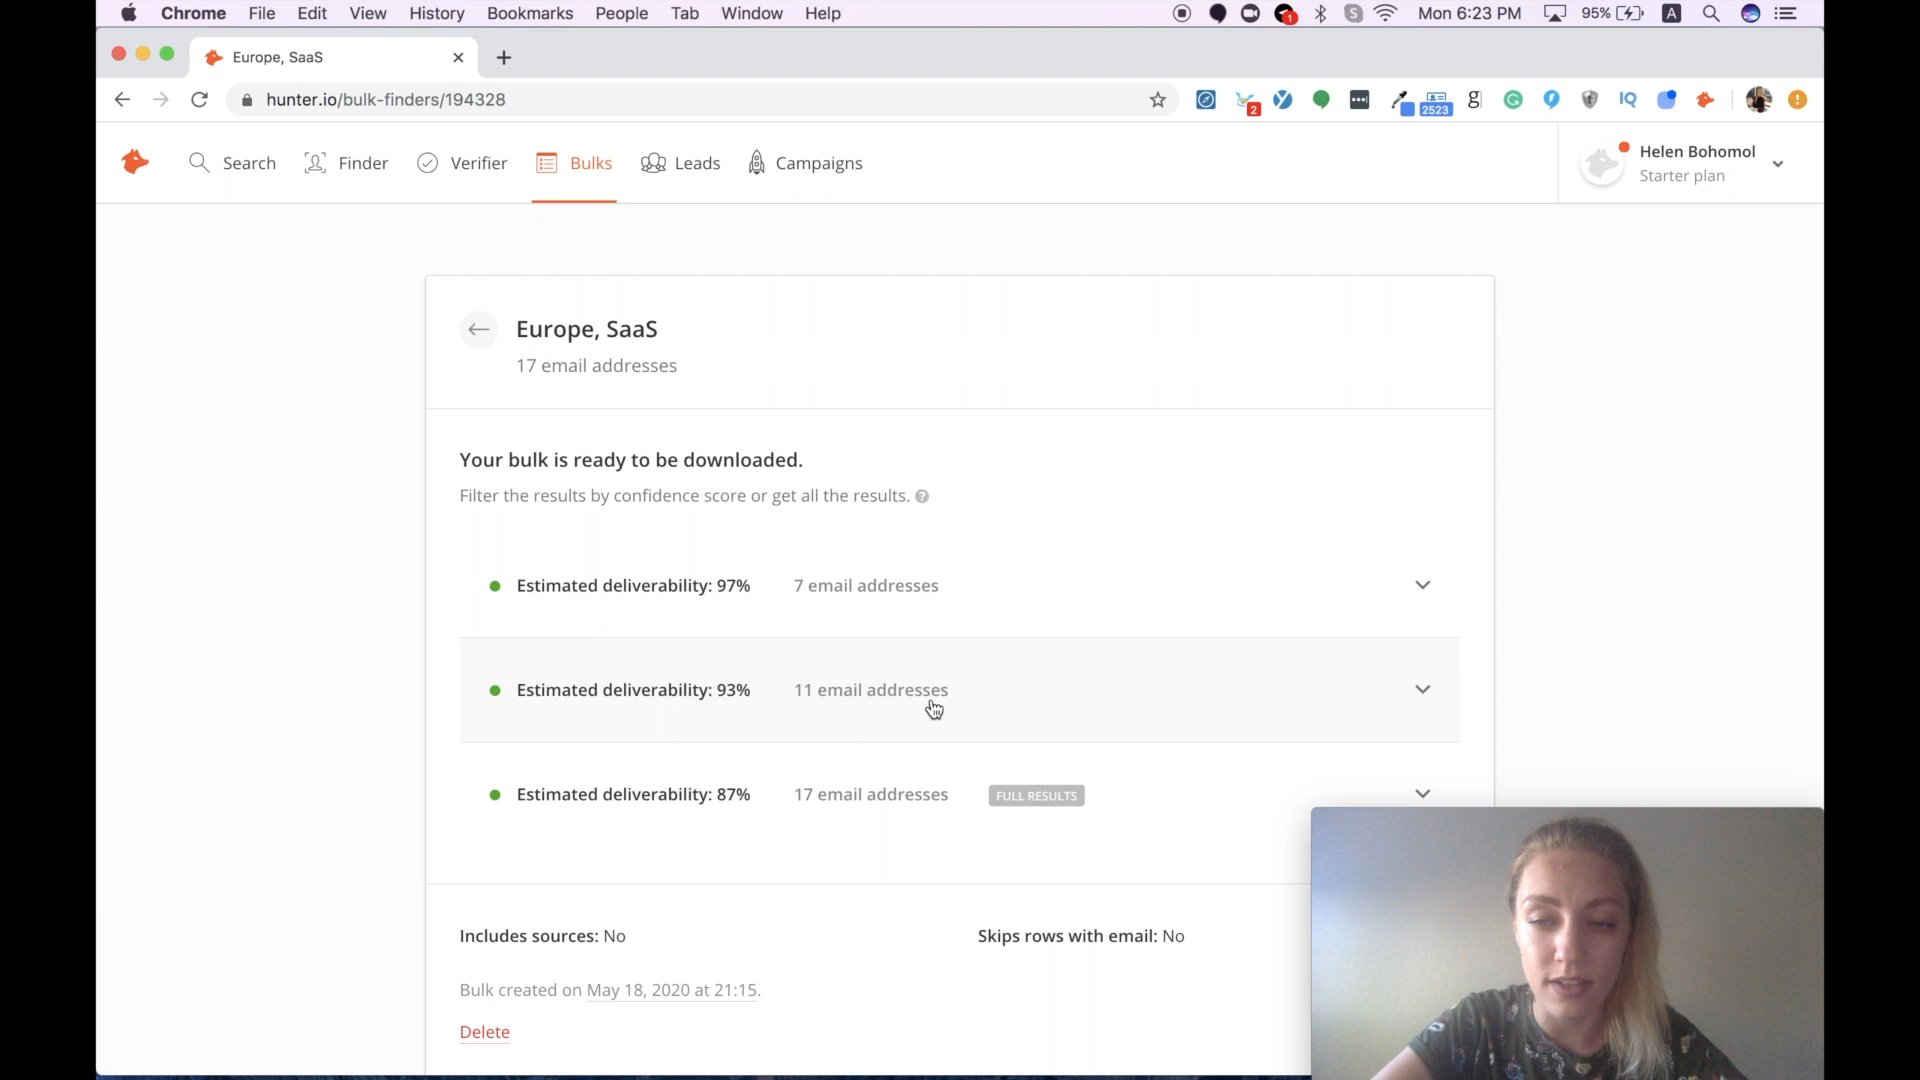 Chrome File Edit View History Bookmarks People Tab Window Help 1 S Mon 6:23 PM 95% A
Europe, SaaS
hunter.io/bulk-finders/194328 2 2523 g IQ
Search Finder Verifier Bulks Leads Campaigns
Helen Bohomol
Starter plan
Europe, SaaS
17 email addresses
Your bulk is ready to be downloaded.
Filter the results by confidence score or get all the results. ?
Estimated deliverability: 97% 7 email addresses
Estimated deliverability: 93% 11 email addresses
Estimated deliverability: 87% 17 email addresses FULL RESULTS
Includes sources: No Skips rows with email: No
Bulk created on May 18, 2020 at 21:15.
Delete